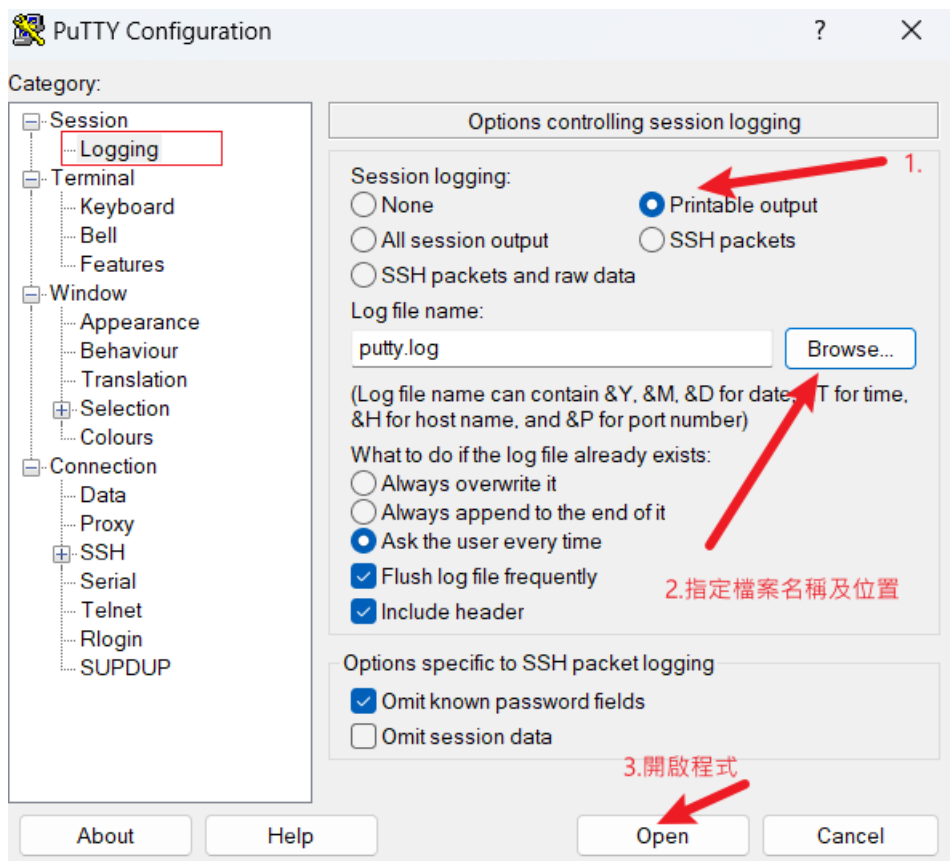 PuTTY Configuration
?
Category:
Session
Logging
Terminal
Keyboard
Bell
Features
Window
Appearance
Behaviour
Translation
Selection
Colours
Connection
Data
Proxy
SSH
Serial
Telnet
Rlogin
SUPDUP
Options controlling session logging
1.
Session logging:
None
Printable output
All session output
SSH packets
SSH packets and raw data
Log file name:
putty.log
Browse...
(Log file name can contain &Y, &M, &D for date, T for time,
&H for host name, and &P for port number)
What to do if the log file already exists:
Always overwrite it
Always append to the end of it
Ask the user every time
Flush log file frequently
2.指定檔案名稱及位置
Include header
Options specific to SSH packet logging
Omit known password fields
Omit session data
3.開啟程式
About
Help
Open
Cancel